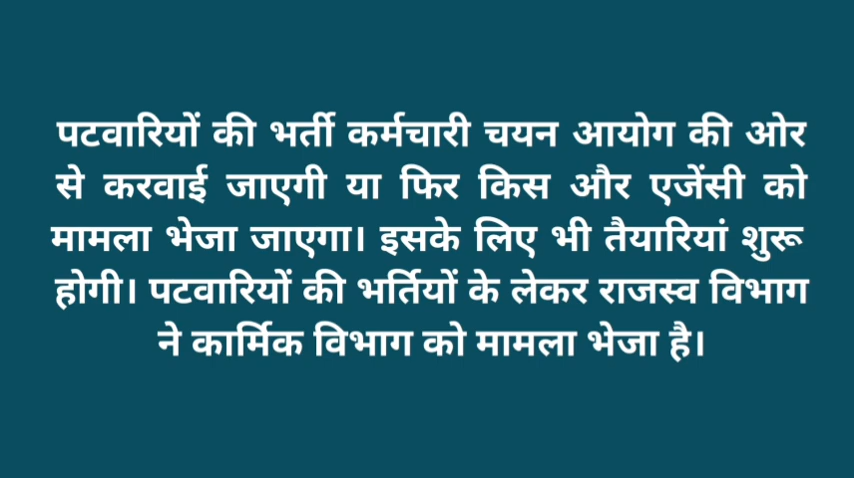 पटवारियों की भर्ती कर्मचारी चयन आयोग की ओर
से करवाई जाएगी या फिर किस और एजेंसी को
मामला भेजा जाएगा। इसके लिए भी तैयारियां शुरू
होगी। पटवारियों की भर्तियों के लेकर राजस्व विभाग
ने कार्मिक विभाग को मामला भेजा है।